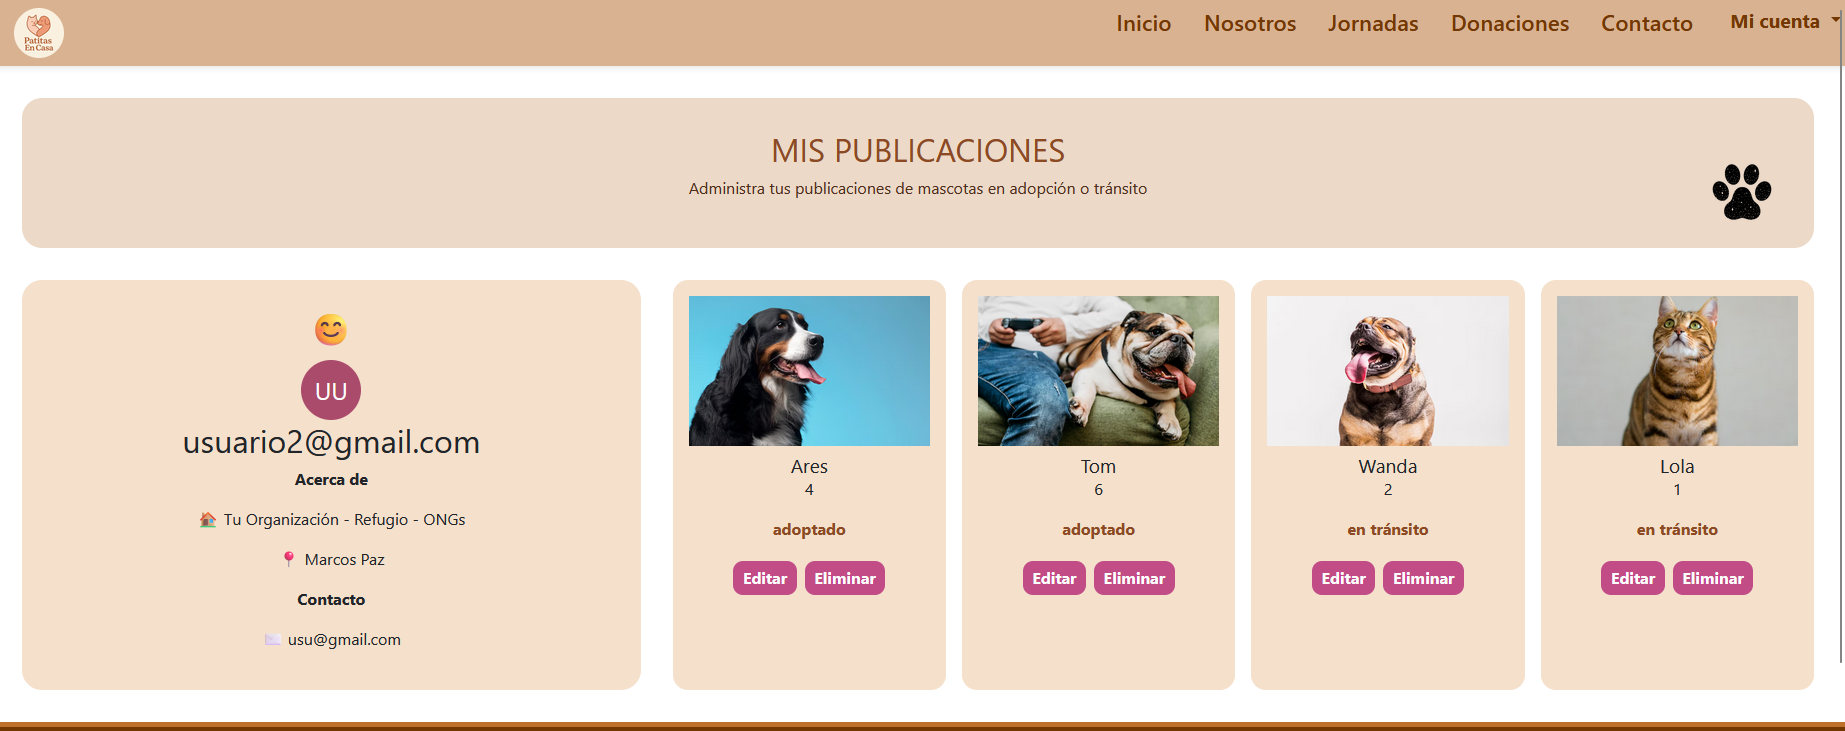 Patitas
En Casa
Inicio Nosotros Jornadas Donaciones Contacto Mi cuenta
MIS PUBLICACIONES
Administra tus publicaciones de mascotas en adopción o tránsito
UU
usuario2@gmail.com
Acerca de
Tu Organización - Refugio - ONGs
Marcos Paz
Contacto
usu@gmail.com
Ares
4
adoptado
Editar Eliminar
Tom
6
adoptado
Editar Eliminar
Wanda
2
en tránsito
Editar Eliminar
Lola
1
en tránsito
Editar Eliminar